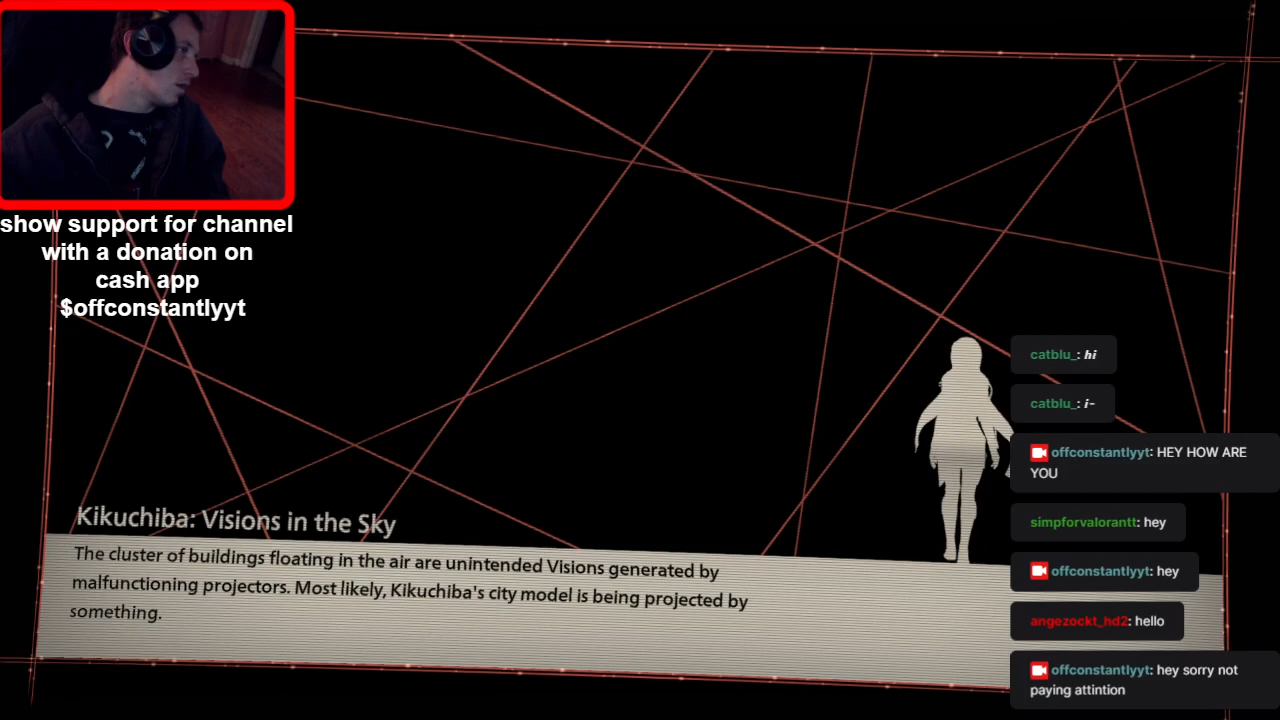 show support for channel
with a donation on
cash app
$offconstantlyyt
Kikuchiba: Visions in the Sky
The cluster of buildings floating in the air are unintended Visions generated by
malfunctioning projectors. Most likely, Kikuchiba's city model is being projected by
something.
catblu_: hi
catblu_: i-
offconstantlyyt: HEY HOW ARE
YOU
simpforvalorantt: hey
offconstantlyyt: hey
angezockt_hd2: hello
offconstantlyyt: hey sorry not
paying attintion